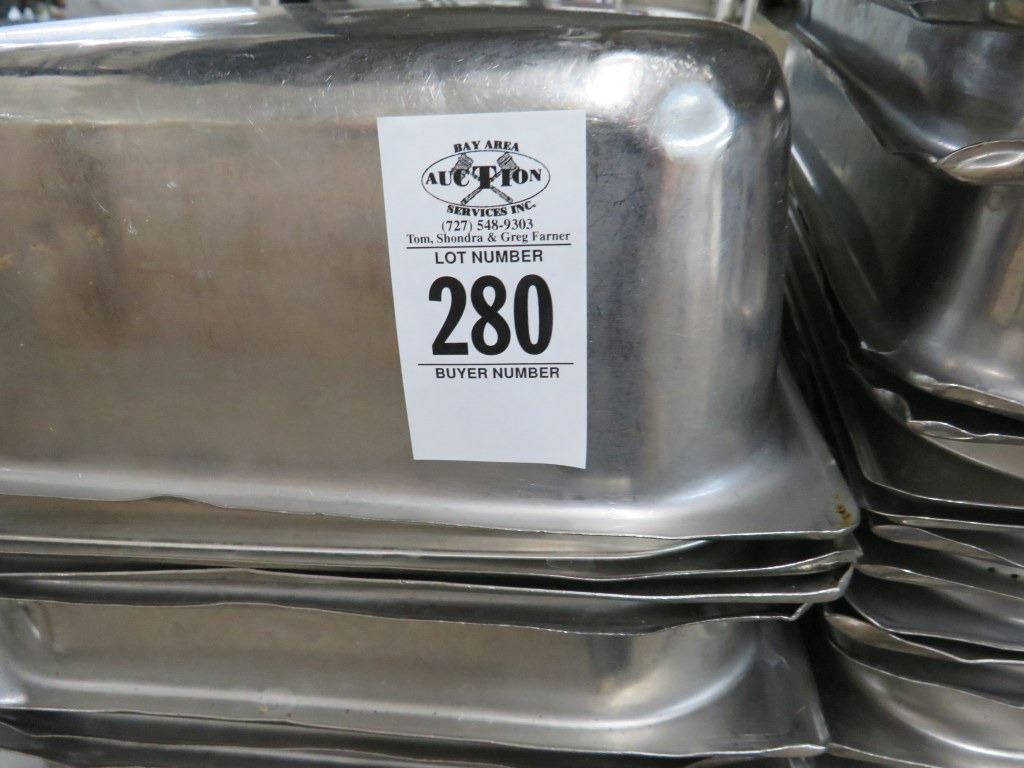 BAY AREA
AUCTION
SERVICES INC.
(727) 548-9303
Tom, Shondra & Greg Farner
LOT NUMBER
280
BUYER NUMBER